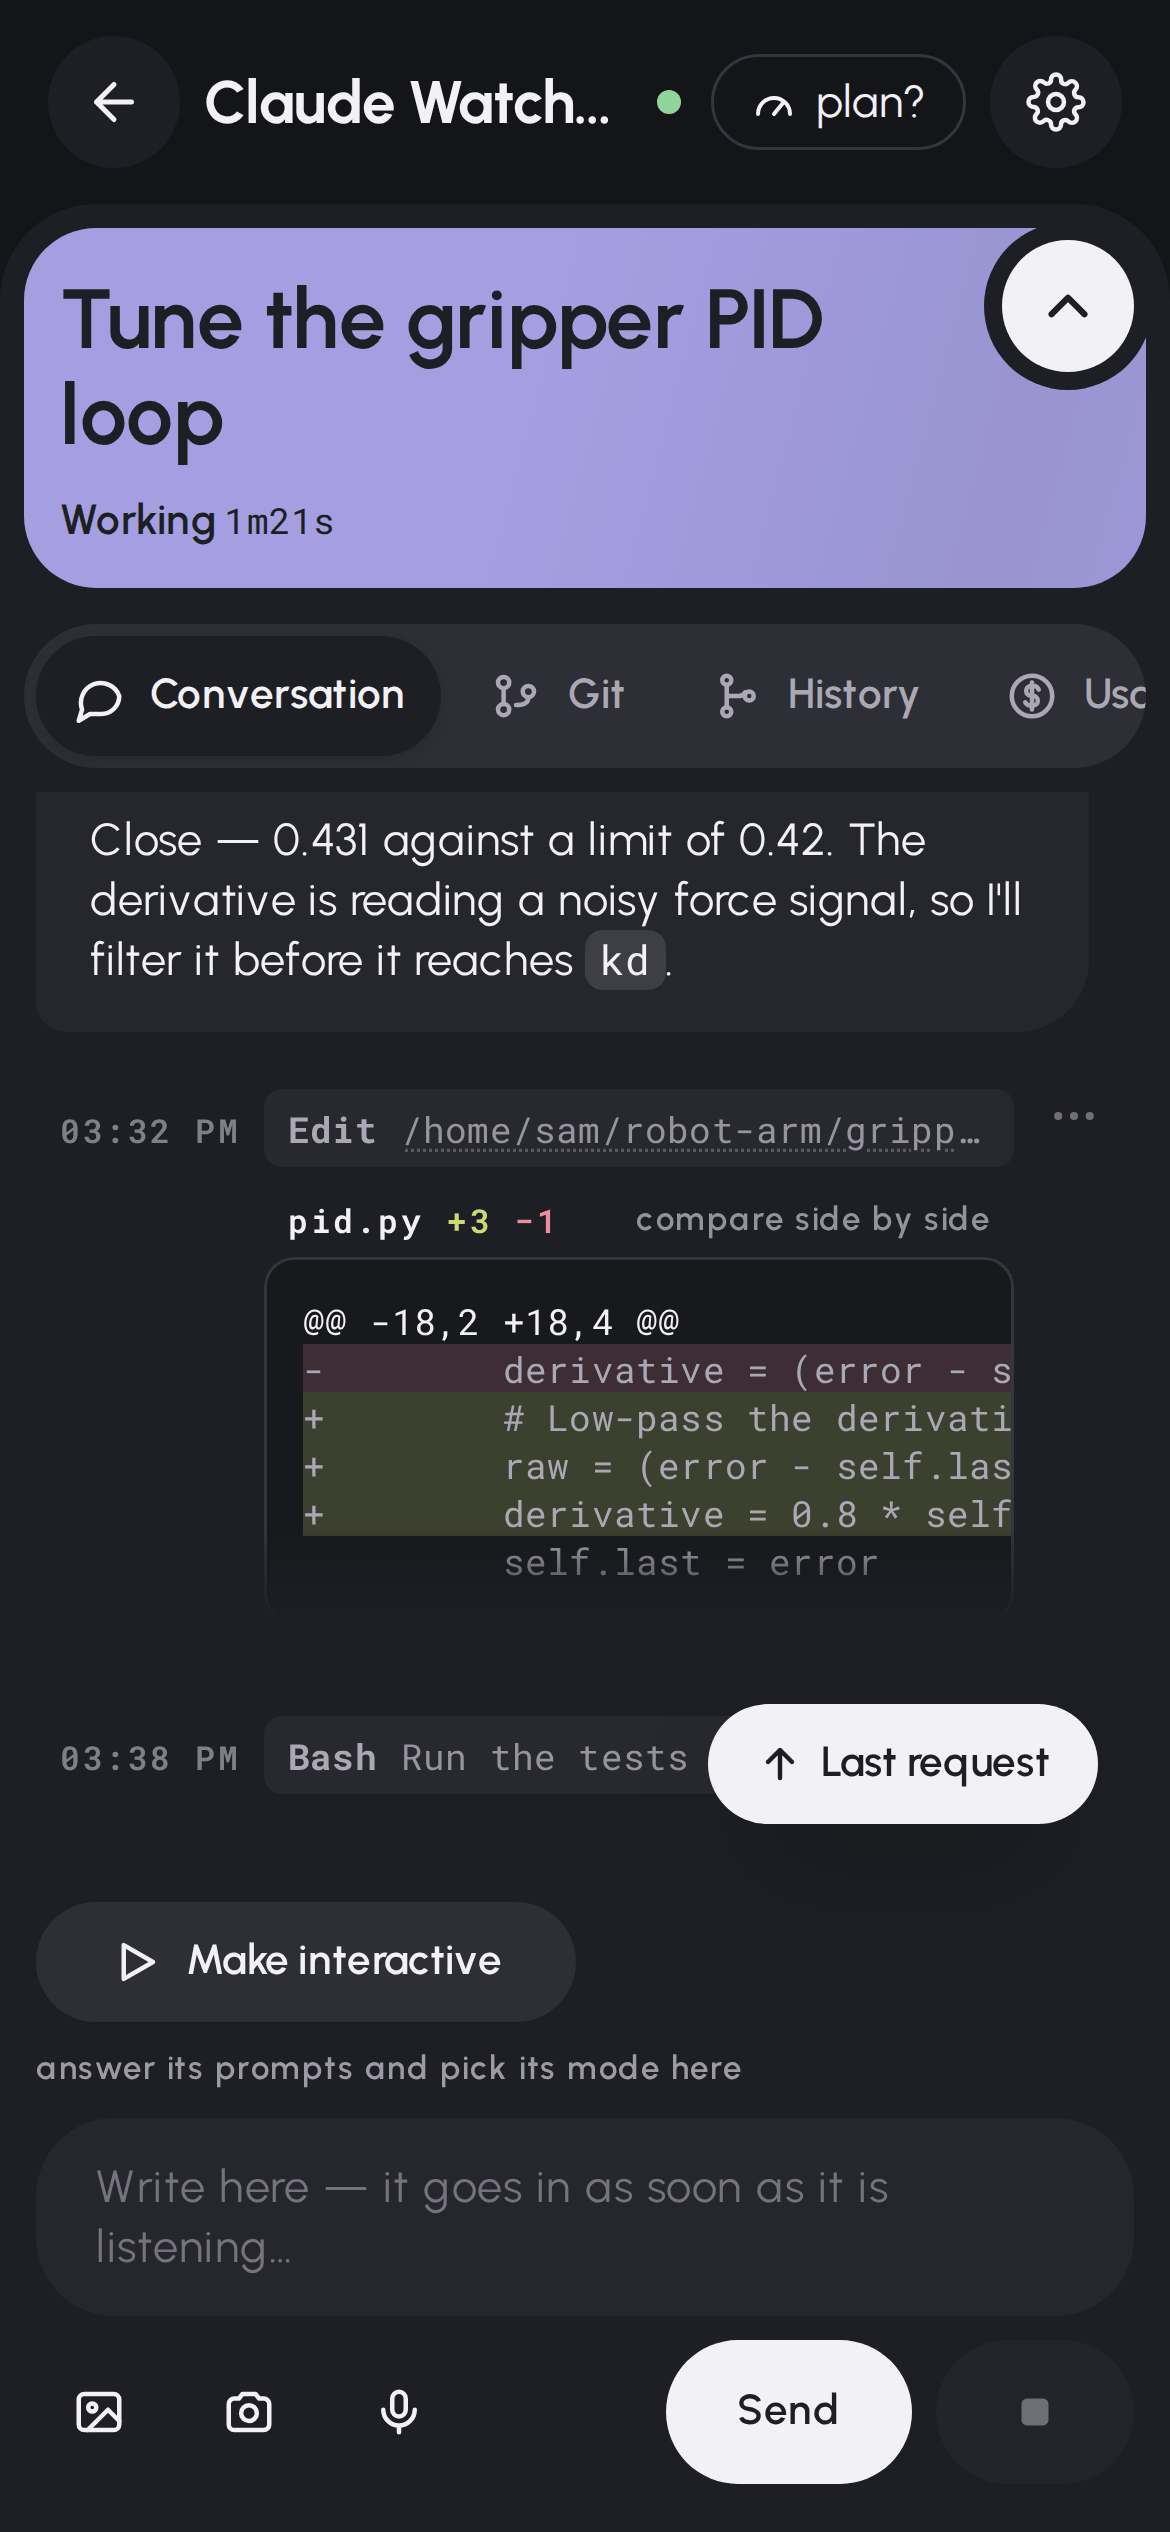 Claude Watch...
plan?
Tune the gripper PID
loop
Working 1m21s
Conversation
Git
History
Close — 0.431 against a limit of 0.42. The
derivative is reading a noisy force signal, so I'll
filter it before it reaches kd.
03:32 PM
Edit /home/sam/robot-arm/gripp…
pid.py +3 -1
compare side by side
@@ -18,2 +18,4 @@
- derivative = (error - s
+ # Low-pass the derivati
+ raw = (error - self.las
+ derivative = 0.8 * self
self.last = error
03:38 PM
Bash Run the tests
Last request
Make interactive
answer its prompts and pick its mode here
Write here — it goes in as soon as it is
listening...
Send